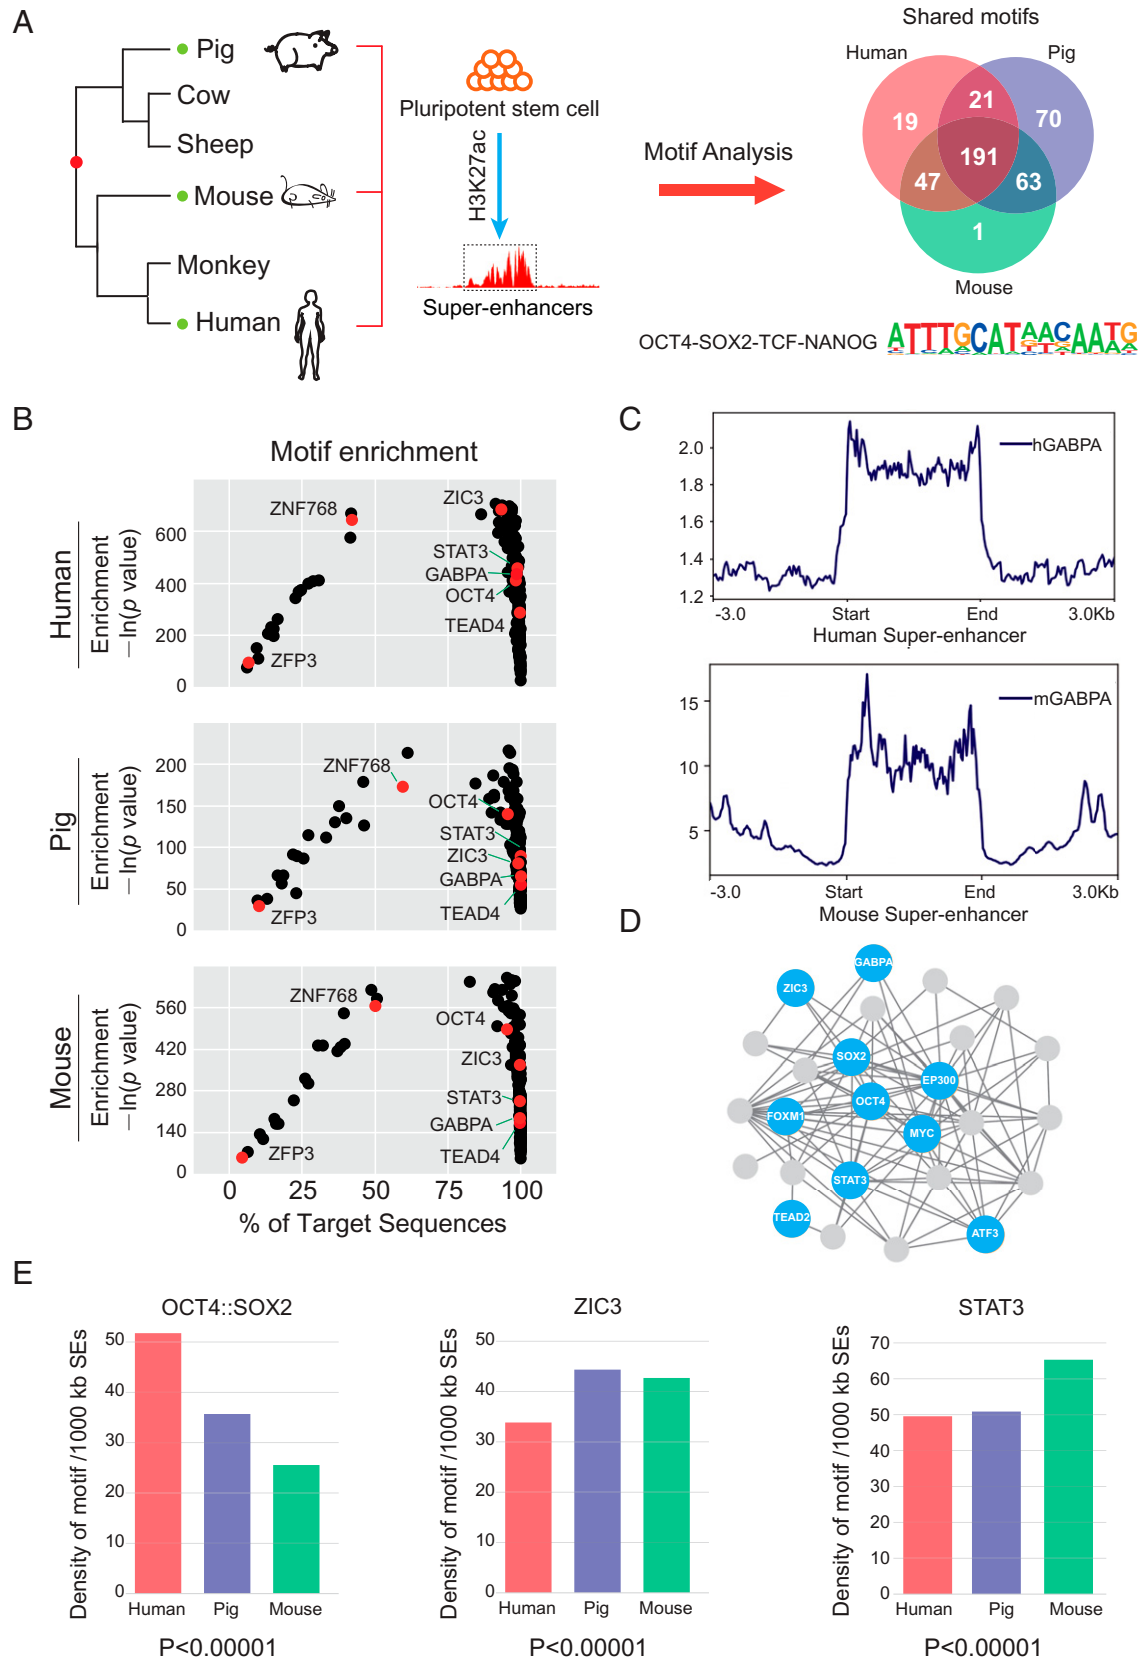 A
Pig
Cow
Sheep
Mouse
Monkey
Human
Pluripotent stem cell
H3K27ac
Super-enhancers
Motif Analysis
Shared motifs
Human
Pig
19
21
70
191
47
63
1
Mouse
OCT4-SOX2-TCF-NANOG
ATTTGCATAACAATG
B
Motif enrichment
Human
Enrichment
—ln(p value)
600
400
200
0
ZNF768
ZIC3
STAT3
GABPA
OCT4
TEAD4
ZFP3
Pig
Enrichment
—ln(p value)
200
150
100
50
0
ZNF768
OCT4
STAT3
ZIC3
GABPA
TEAD4
ZFP3
Mouse
Enrichment
—ln(p value)
560
420
280
140
0
ZNF768
OCT4
ZIC3
STAT3
GABPA
TEAD4
ZFP3
0 25 50 75 100
% of Target Sequences
C
2.0
1.8
1.6
1.4
1.2
hGABPA
-3.0 Start End 3.0Kb
Human Super-enhancer
15
10
5
mGABPA
-3.0 Start End 3.0Kb
Mouse Super-enhancer
D
GABPA
ZIC3
SOX2
EP300
OCT4
FOXM1
MYC
STAT3
TEAD2
ATF3
E
OCT4::SOX2
Density of motif /1000 kb SEs
50
40
30
20
10
0
Human Pig Mouse
P<0.00001
ZIC3
Density of motif /1000 kb SEs
50
40
30
20
10
0
Human Pig Mouse
P<0.00001
STAT3
Density of motif /1000 kb SEs
70
60
50
40
30
20
10
0
Human Pig Mouse
P<0.00001